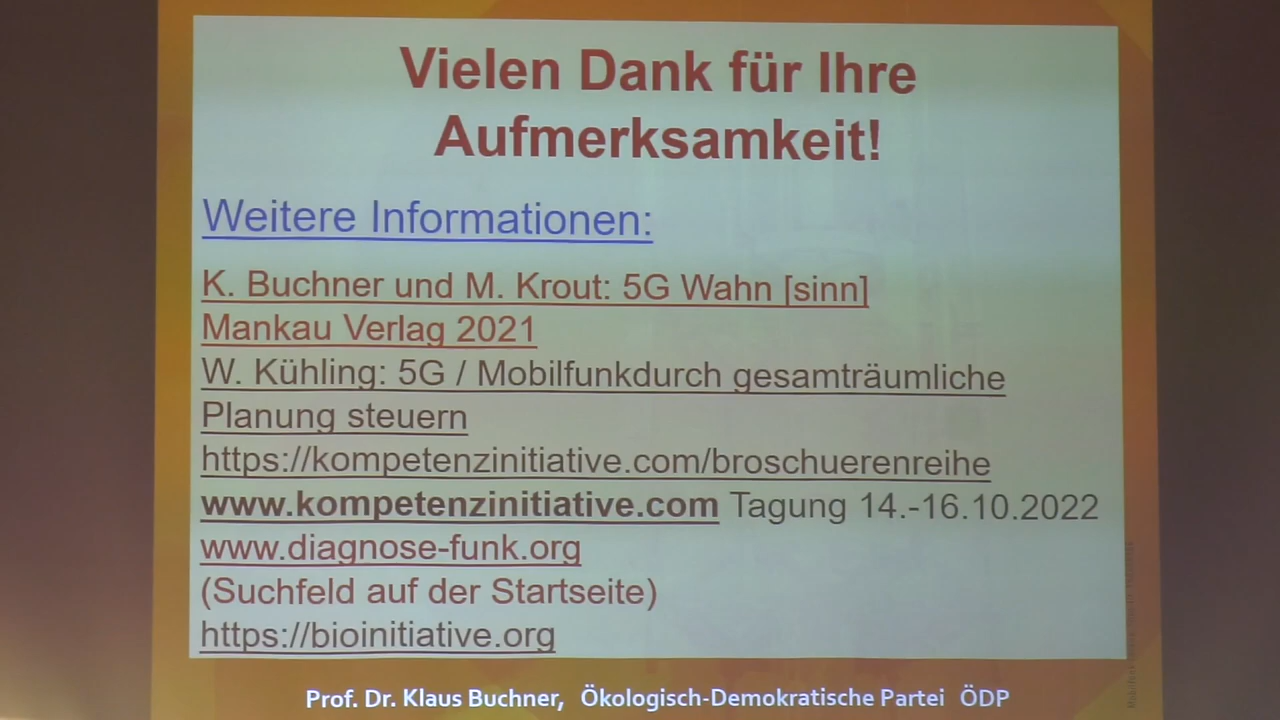 Vielen Dank für Ihre
Aufmerksamkeit!
Weitere Informationen:
K. Buchner und M. Krout: 5G Wahn [sinn]
Mankau Verlag 2021
W. Kühling: 5G / Mobilfunkdurch gesamträumliche
Planung steuern
https://kompetenzinitiative.com/broschuerenreihe
www.kompetenzinitiative.com Tagung 14.-16.10.2022
www.diagnose-funk.org
(Suchfeld auf der Startseite)
https://bioinitiative.org
Prof. Dr. Klaus Buchner, Ökologisch-Demokratische Partei ÖDP